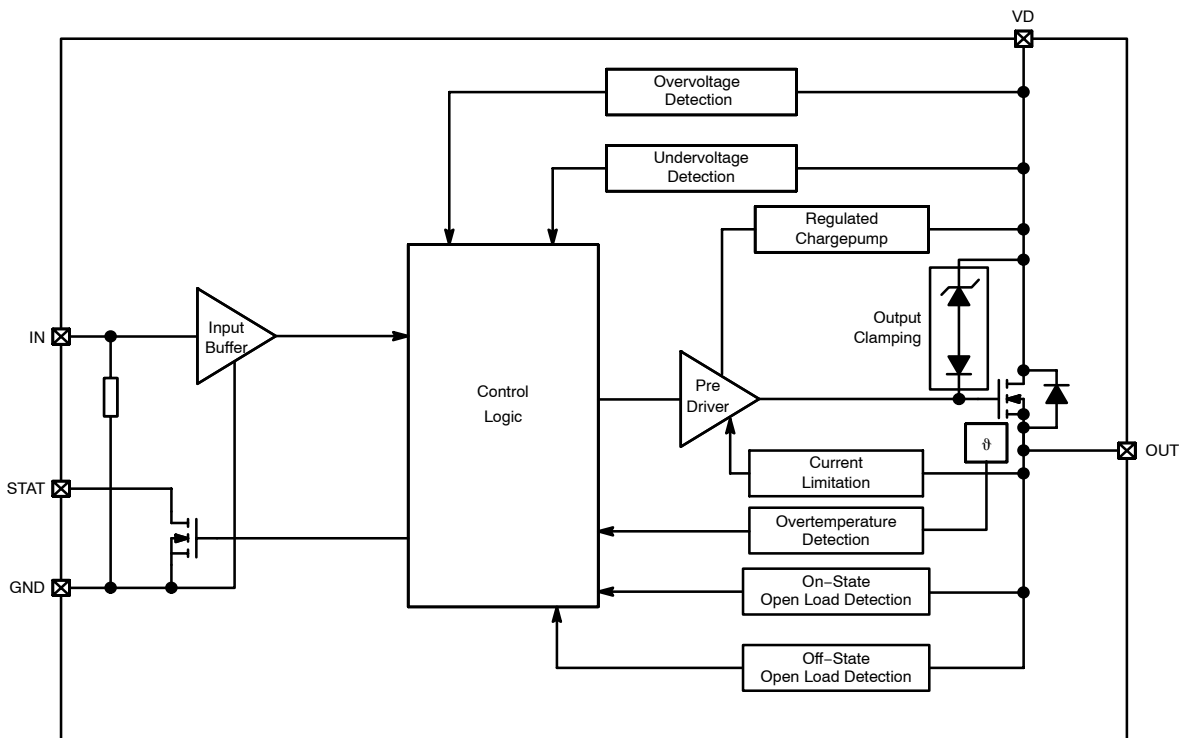 VD
Overvoltage
Detection
Undervoltage
Detection
Regulated
Chargepump
Output
Clamping
IN
Input
Buffer
Control
Logic
Pre
Driver
ϑ
OUT
Current
Limitation
STAT
Overtemperature
Detection
GND
On−State
Open Load Detection
Off−State
Open Load Detection